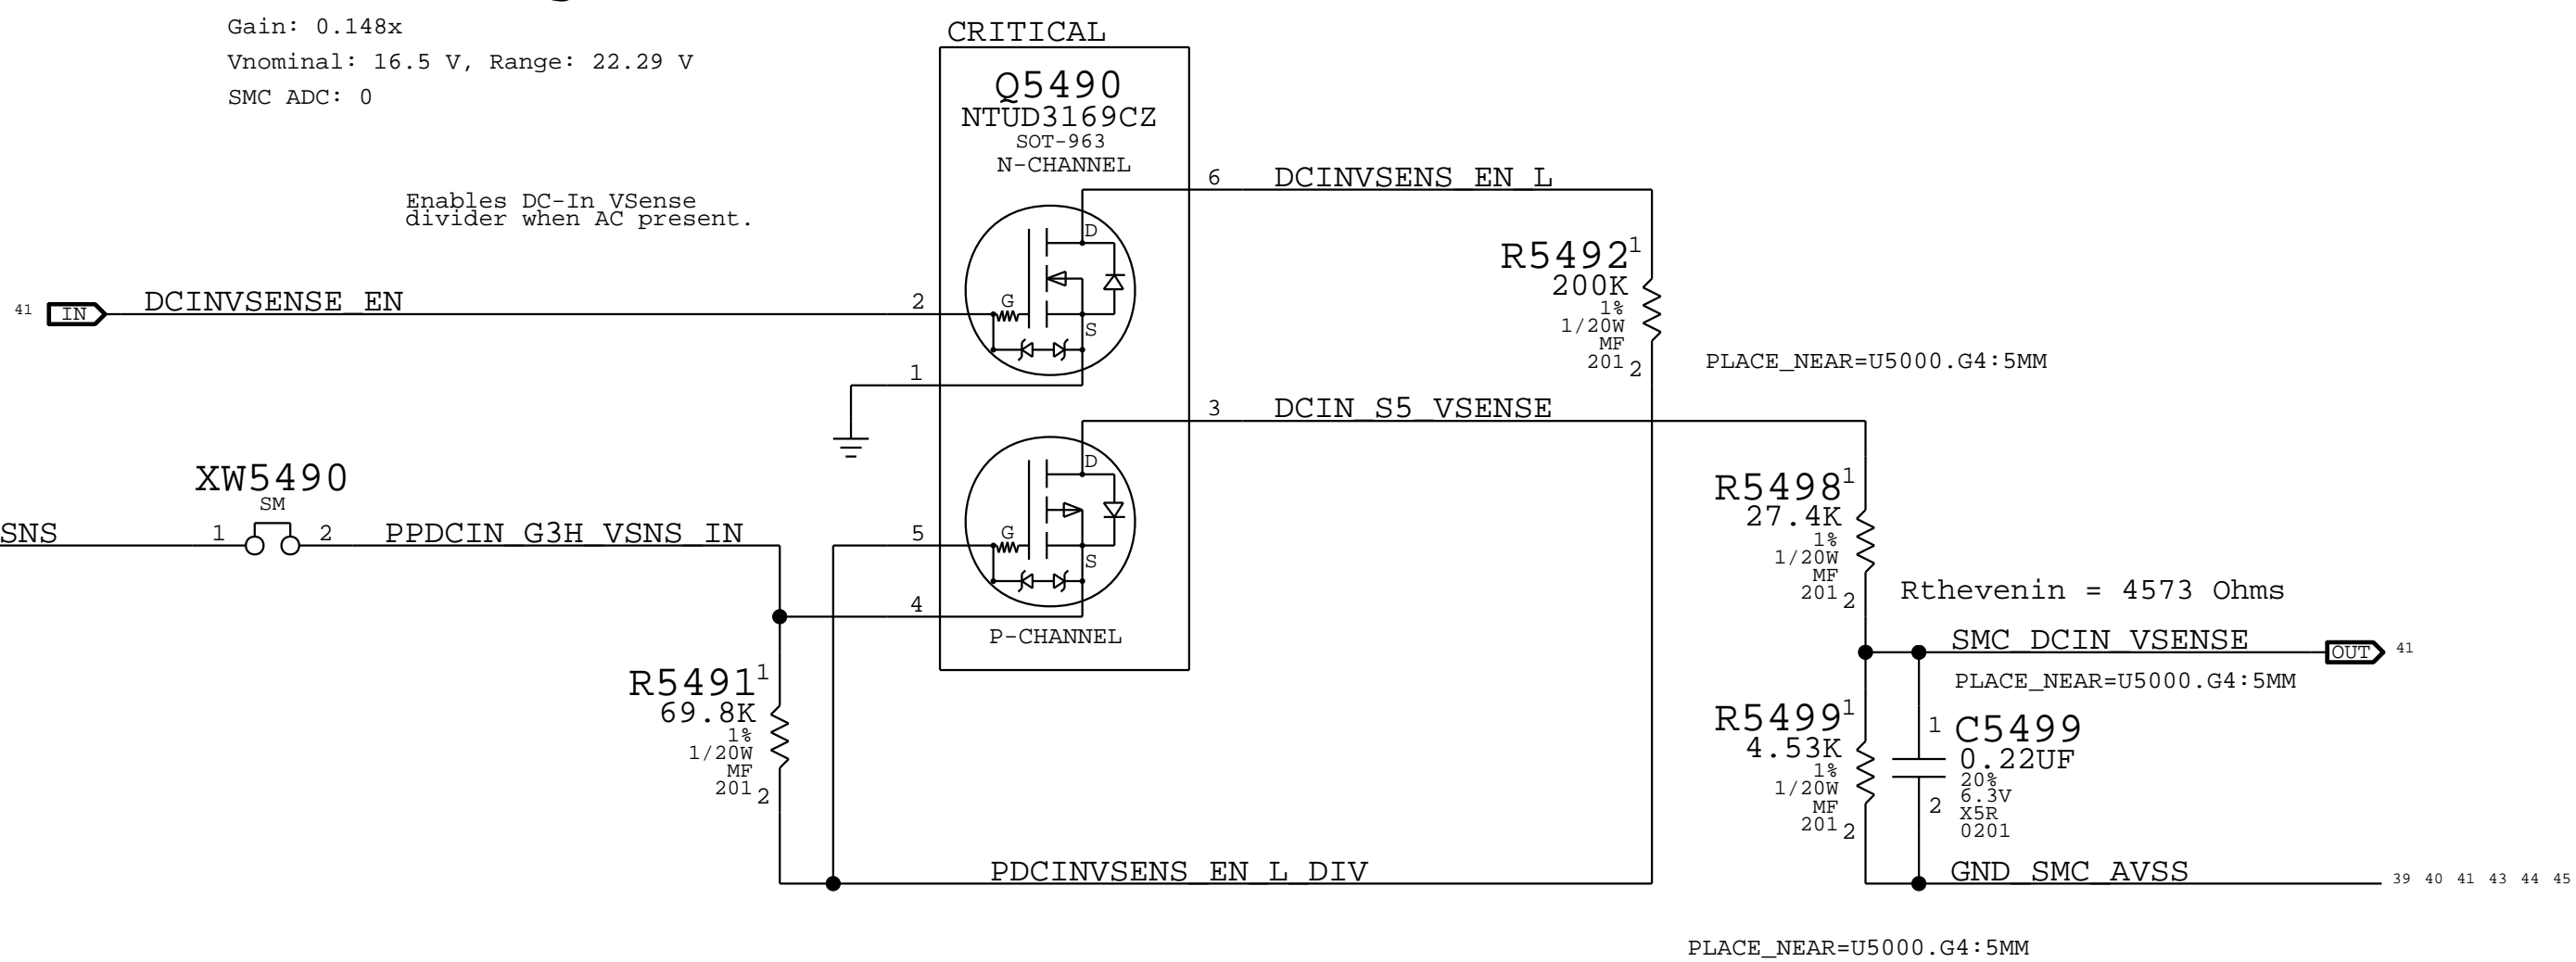 Gain: 0.148x
Vnominal: 16.5 V, Range: 22.29 V
SMC ADC: 0
Enables DC-In VSense
divider when AC present.
CRITICAL
Q5490
NTUD3169CZ
SOT-963
N-CHANNEL
D
G
S
6
DCINVSENS_EN_L
41
IN
DCINVSENSE_EN
2
1
R5492
1
200K
1%
1/20W
MF
201
2
PLACE_NEAR=U5000.G4:5MM
3
DCIN_S5_VSENSE
D
G
S
5
4
P-CHANNEL
XW5490
SM
SNS
1
2
PPDCIN_G3H_VSNS_IN
R5491
1
69.8K
1%
1/20W
MF
201
2
R5498
1
27.4K
1%
1/20W
MF
201
2
Rthevenin = 4573 Ohms
SMC_DCIN_VSENSE
OUT
41
PLACE_NEAR=U5000.G4:5MM
R5499
1
4.53K
1%
1/20W
MF
201
2
1
C5499
0.22UF
20%
6.3V
X5R
0201
2
PDCINVSENS_EN_L_DIV
GND_SMC_AVSS
39 40 41 43 44 45
PLACE_NEAR=U5000.G4:5MM